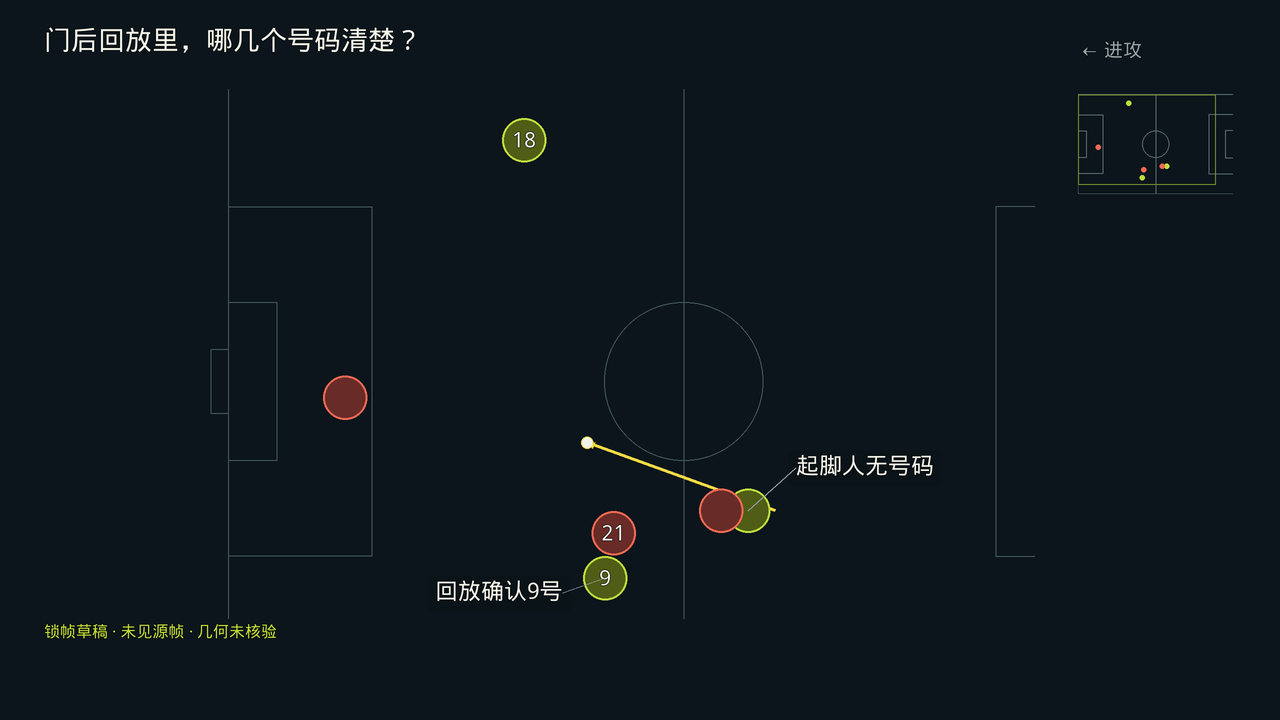 门后回放里，哪几个号码清楚？
← 进攻
18
起脚人无号码
21
9
回放确认9号
锁帧草稿 · 未见源帧 · 几何未核验